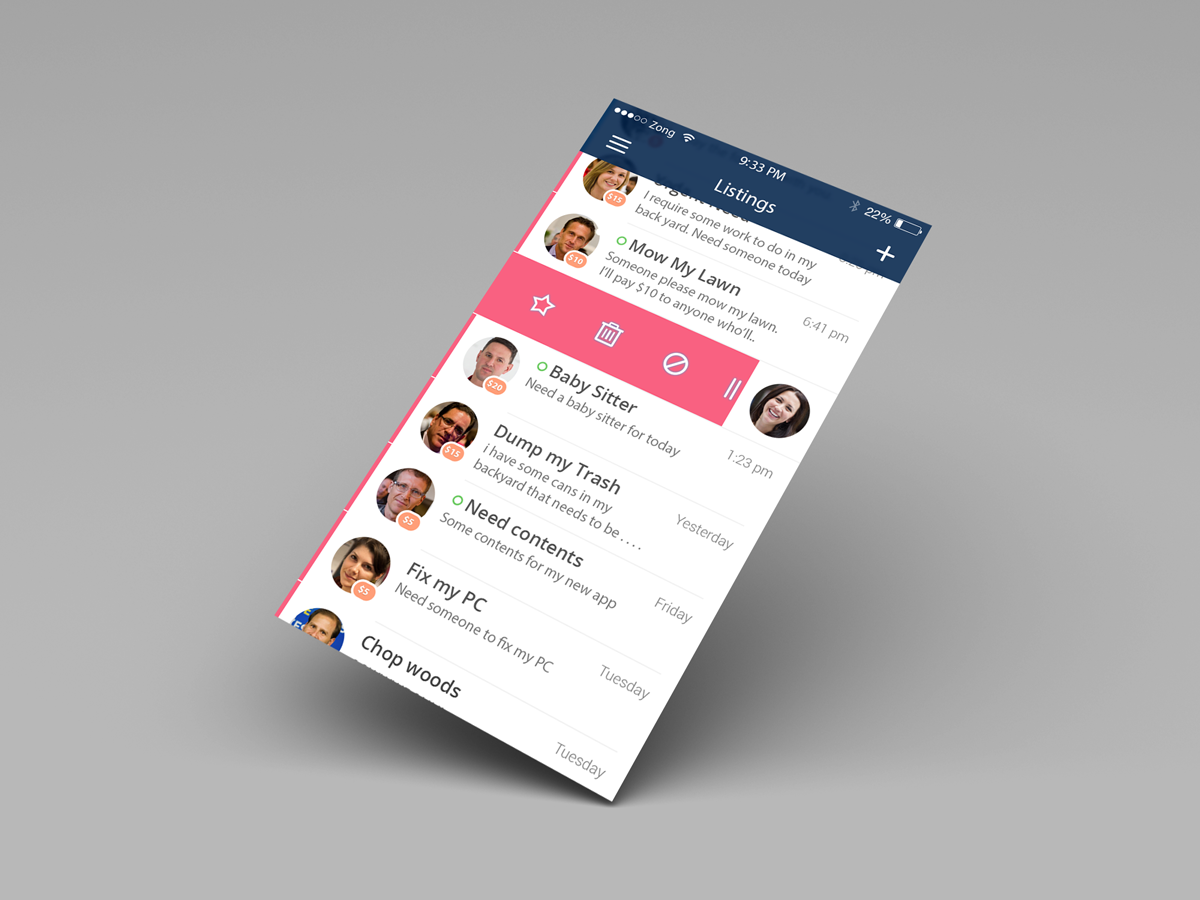 Zong
9:33 PM
22%
Listings
$15
Urgent Need
I require some work to do in my
back yard. Need someone today
$10
Mow My Lawn
Someone please mow my lawn.
I'll pay $10 to anyone who'll..
6:41 pm
$20
Baby Sitter
Need a baby sitter for today
1:23 pm
$15
Dump my Trash
i have some cans in my
backyard that needs to be . . . .
Yesterday
$5
Need contents
Some contents for my new app
Friday
$5
Fix my PC
Need someone to fix my PC
Tuesday
Chop woods
Tuesday